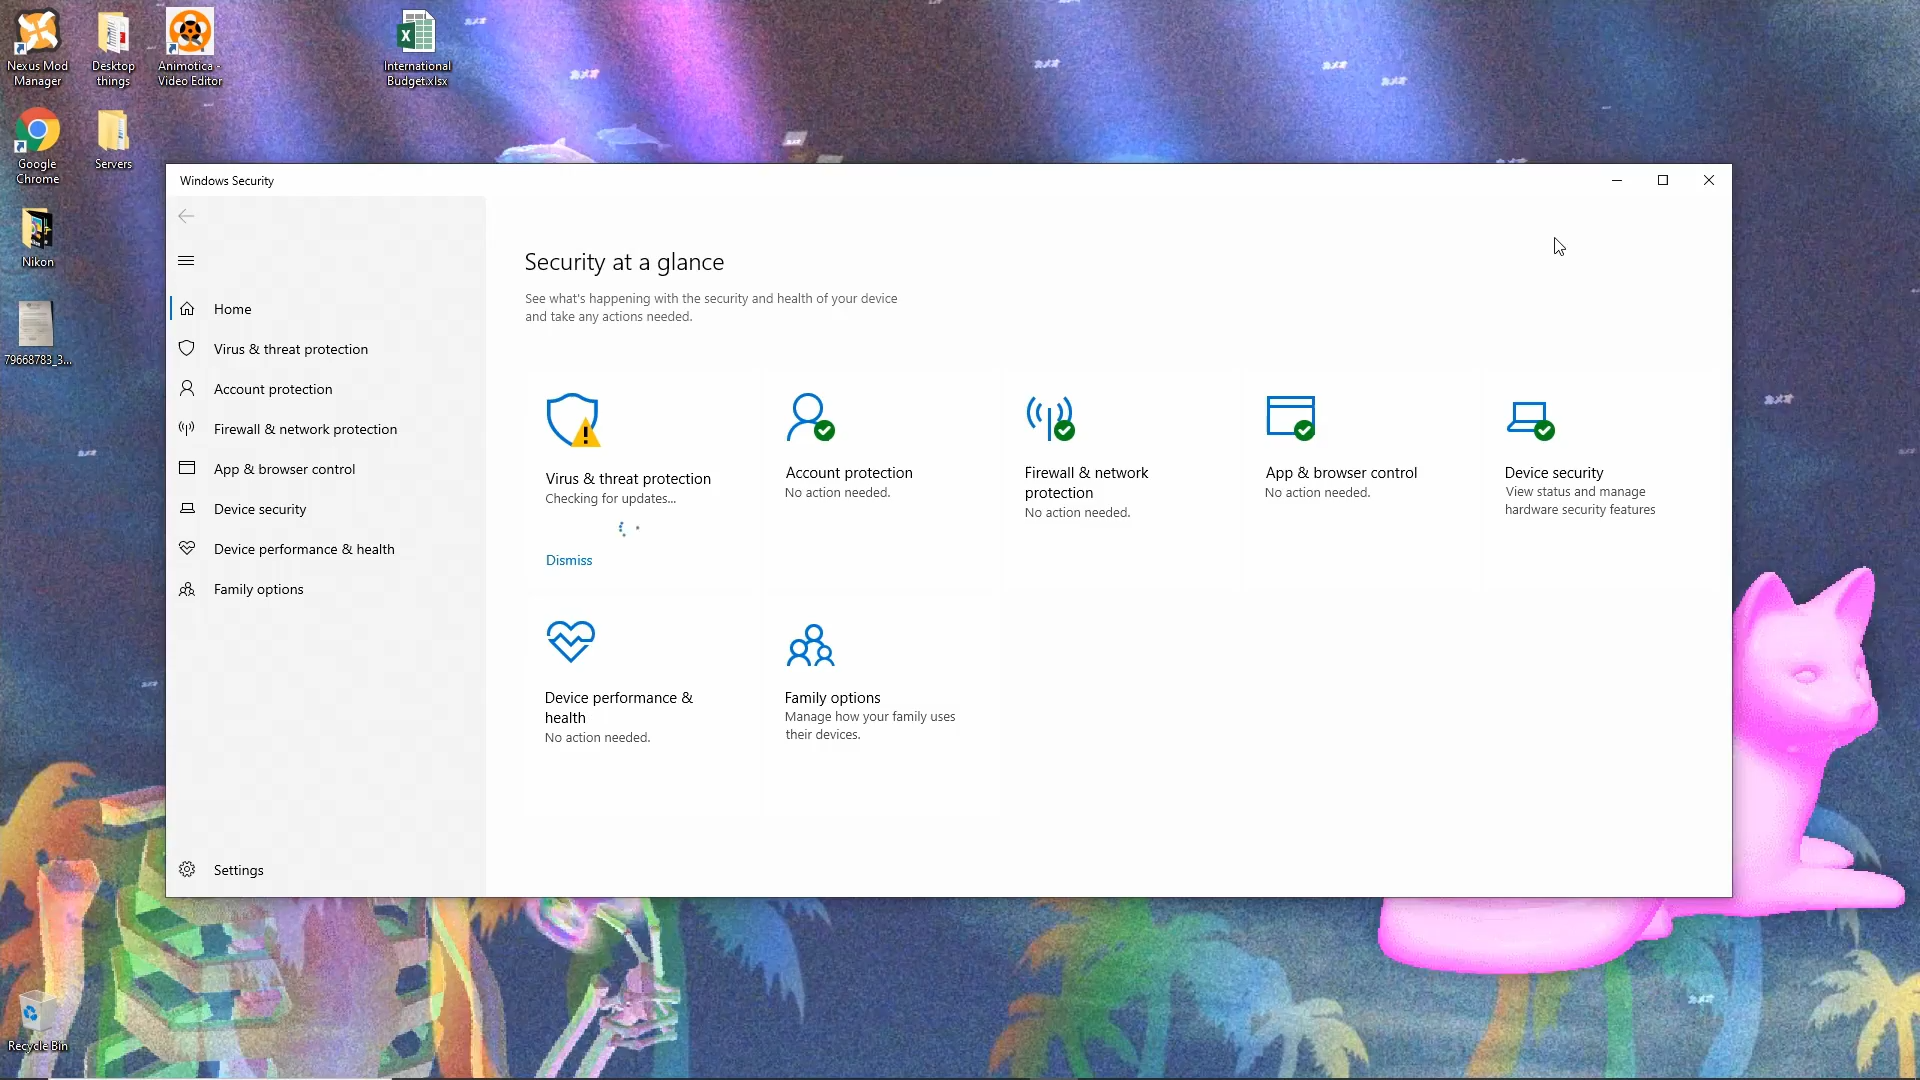 Nexus Mod
Manager
Desktop
things
Animotica -
Video Editor
International
Budget.xlsx
Google
Chrome
Servers
Nikon
79668783_3...
Recycle Bin
Windows Security
Home
Virus & threat protection
Account protection
Firewall & network protection
App & browser control
Device security
Device performance & health
Family options
Settings
Security at a glance
See what's happening with the security and health of your device
and take any actions needed.
Virus & threat protection
Checking for updates...
Dismiss
Account protection
No action needed.
Firewall & network
protection
No action needed.
App & browser control
No action needed.
Device security
View status and manage
hardware security features
Device performance &
health
No action needed.
Family options
Manage how your family uses
their devices.